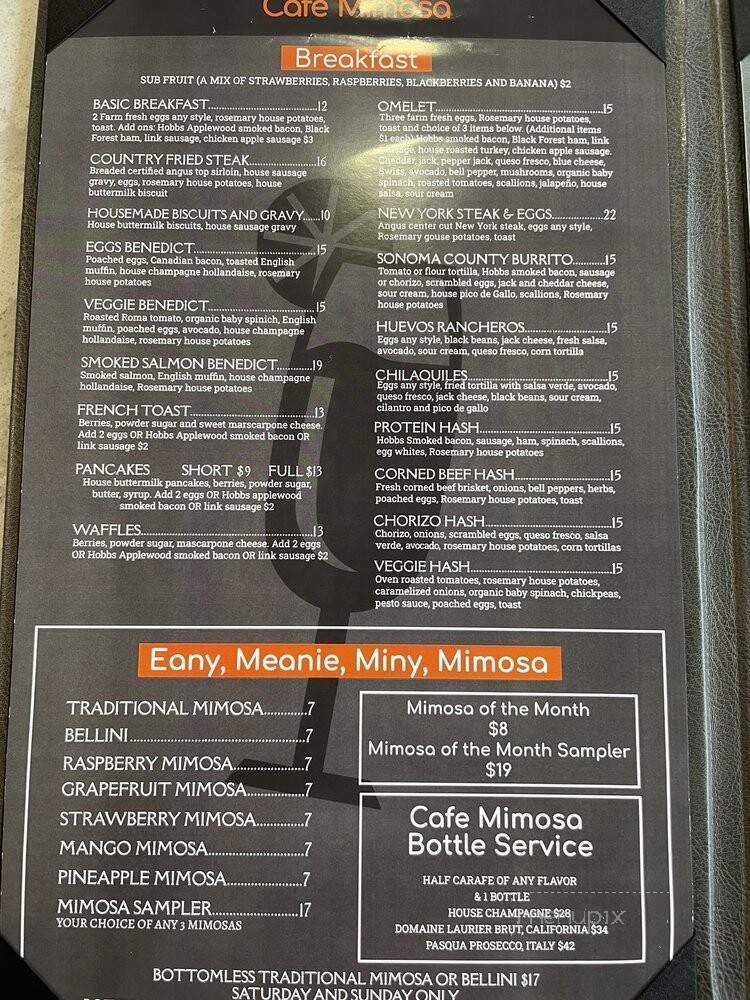 Cafe Mimosa
Breakfast
SUB FRUIT (A MIX OF STRAWBERRIES, RASPBERRIES, BLACKBERRIES AND BANANA) $2
BASIC BREAKFAST..............................12
2 Farm fresh eggs any style, rosemary house potatoes,
toast. Add ons: Hobbs Applewood smoked bacon, Black
Forest ham, link sausage, chicken apple sausage $3
COUNTRY FRIED STEAK.................16
Breaded certified angus top sirloin, house sausage
gravy, eggs, rosemary house potatoes, house
buttermilk biscuit
HOUSEMADE BISCUITS AND GRAVY......10
House buttermilk biscuits, house sausage gravy
EGGS BENEDICT...............................15
Poached eggs, Canadian bacon, toasted English
muffin, house champagne hollandaise, rosemary
house potatoes
VEGGIE BENEDICT...........................15
Roasted Roma tomato, organic baby spinich, English
muffin, poached eggs, avocado, house champagne
hollandaise, rosemary house potatoes
SMOKED SALMON BENEDICT.........19
Smoked salmon, English muffin, house champagne
hollandaise, Rosemary house potatoes
FRENCH TOAST...............................13
Berries, powder sugar and sweet marscarpone cheese.
Add 2 eggs OR Hobbs Applewood smoked bacon OR
link sausage $2
PANCAKES SHORT $9 FULL $13
House buttermilk pancakes, berries, powder sugar,
butter, syrup. Add 2 eggs OR Hobbs applewood
smoked bacon OR link sausage $2
WAFFLES...........................................13
Berries, powder sugar, mascarpone cheese. Add 2 eggs
OR Hobbs Applewood smoked bacon OR link sausage $2
OMELET...........................................15
Three farm fresh eggs, Rosemary house potatoes,
toast and choice of 3 items below. (Additional items
$1 each) Hobbs smoked bacon, Black Forest ham, link
sausage, house roasted turkey, chicken apple sausage.
Cheddar, jack, pepper jack, queso fresco, blue cheese,
Swiss, avocado, bell pepper, mushrooms, organic baby
spinach, roasted tomatoes, scallions, jalapeño, house
salsa, sour cream
NEW YORK STEAK & EGGS.............22
Angus center cut New York steak, eggs any style,
Rosemary gouse potatoes, toast
SONOMA COUNTY BURRITO.........15
Tomato or flour tortilla, Hobbs smoked bacon, sausage
or chorizo, scrambled eggs, jack and cheddar cheese,
sour cream, house pico de Gallo, scallions, Rosemary
house potatoes
HUEVOS RANCHEROS.....................15
Eggs any style, black beans, jack cheese, fresh salsa,
avocado, sour cream, queso fresco, corn tortilla
CHILAQUILES...................................15
Eggs any style, fried tortilla with salsa verde, avocado,
queso fresco, jack cheese, black beans, sour cream,
cilantro and pico de gallo
PROTEIN HASH.................................15
Hobbs Smoked bacon, sausage, ham, spinach, scallions,
egg whites, Rosemary house potatoes
CORNED BEEF HASH........................15
Fresh corned beef brisket, onions, bell peppers, herbs,
poached eggs, Rosemary house potatoes, toast
CHORIZO HASH...............................15
Chorizo, onions, scrambled eggs, queso fresco, salsa
verde, avocado, rosemary house potatoes, corn tortillas
VEGGIE HASH...................................15
Oven roasted tomatoes, rosemary house potatoes,
caramelized onions, organic baby spinach, chickpeas,
pesto sauce, poached eggs, toast
Eany, Meanie, Miny, Mimosa
TRADITIONAL MIMOSA............7
BELLINI................................................7
RASPBERRY MIMOSA...................7
GRAPEFRUIT MIMOSA................7
STRAWBERRY MIMOSA.............7
MANGO MIMOSA..........................7
PINEAPPLE MIMOSA.....................7
MIMOSA SAMPLER.......................17
YOUR CHOICE OF ANY 3 MIMOSAS
Mimosa of the Month
$8
Mimosa of the Month Sampler
$19
Cafe Mimosa
Bottle Service
HALF CARAFE OF ANY FLAVOR
& 1 BOTTLE
HOUSE CHAMPAGNE $28
menupix
DOMAINE LAURIER BRUT, CALIFORNIA $34
PASQUA PROSECCO, ITALY $42
BOTTOMLESS TRADITIONAL MIMOSA OR BELLINI $17
SATURDAY AND SUNDAY ONLY